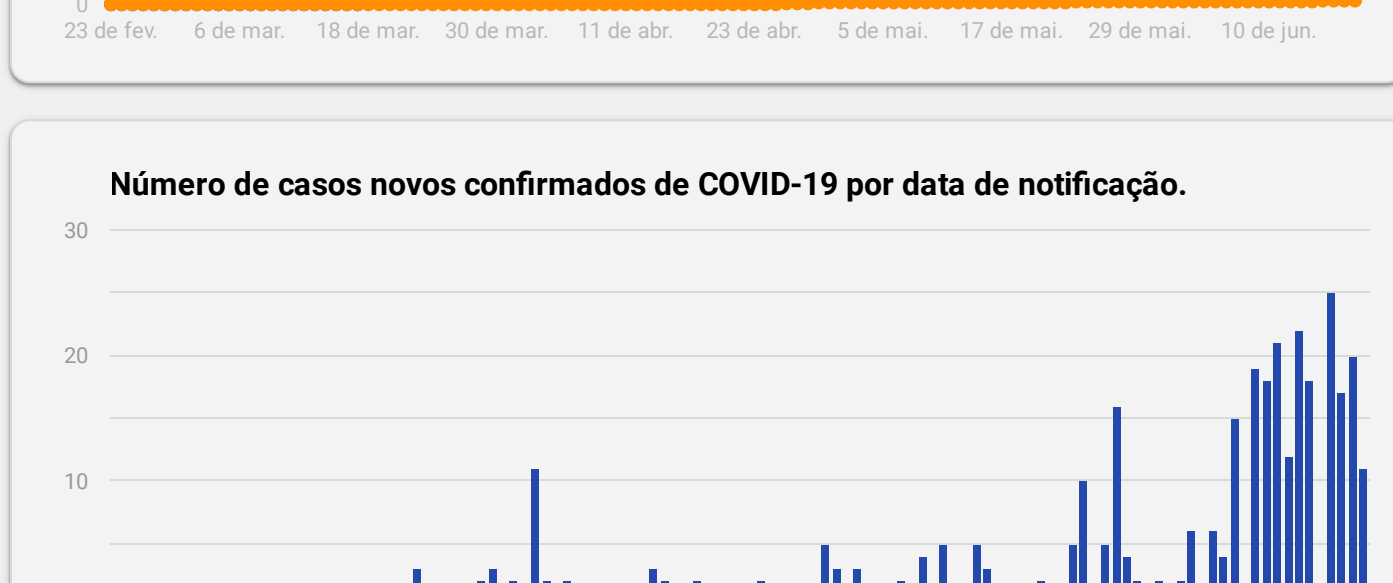 0
23 de fev. 6 de mar. 18 de mar. 30 de mar. 11 de abr. 23 de abr. 5 de mai. 17 de mai. 29 de mai. 10 de jun.
Número de casos novos confirmados de COVID-19 por data de notificação.
30
20
10